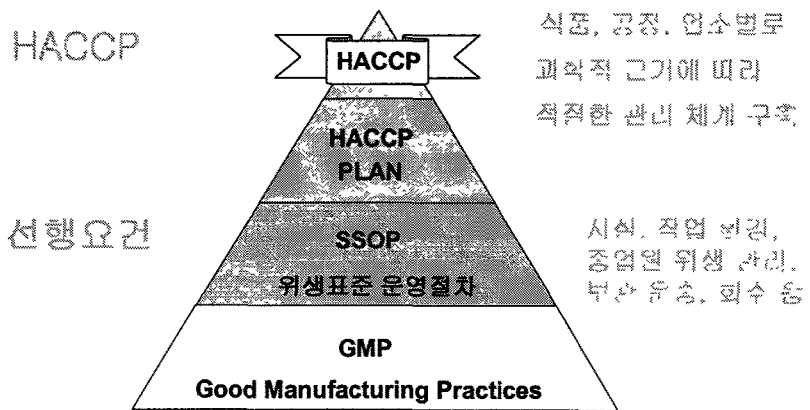 HACCP
HACCP
식품, 공정, 업소별로
과학적 근거에 따라
적절한 관리 체계 구축
HACCP
PLAN
선행요건
SSOP
위생표준 운영절차
시설, 작업 환경,
종업원 위생 관리,
운송, 회수 등
GMP
Good Manufacturing Practices